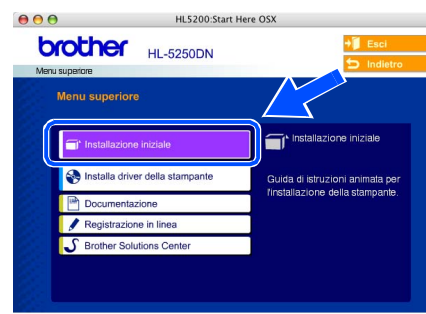 HL5200:Start Here OSX
brother
HL-5250DN
Esci
Indietro
Menu superiore
Menu superiore
Installazione iniziale
Installa driver della stampante
Documentazione
Registrazione in linea
Brother Solutions Center
Installazione iniziale
Guida di istruzioni animata per
l'installazione della stampante.